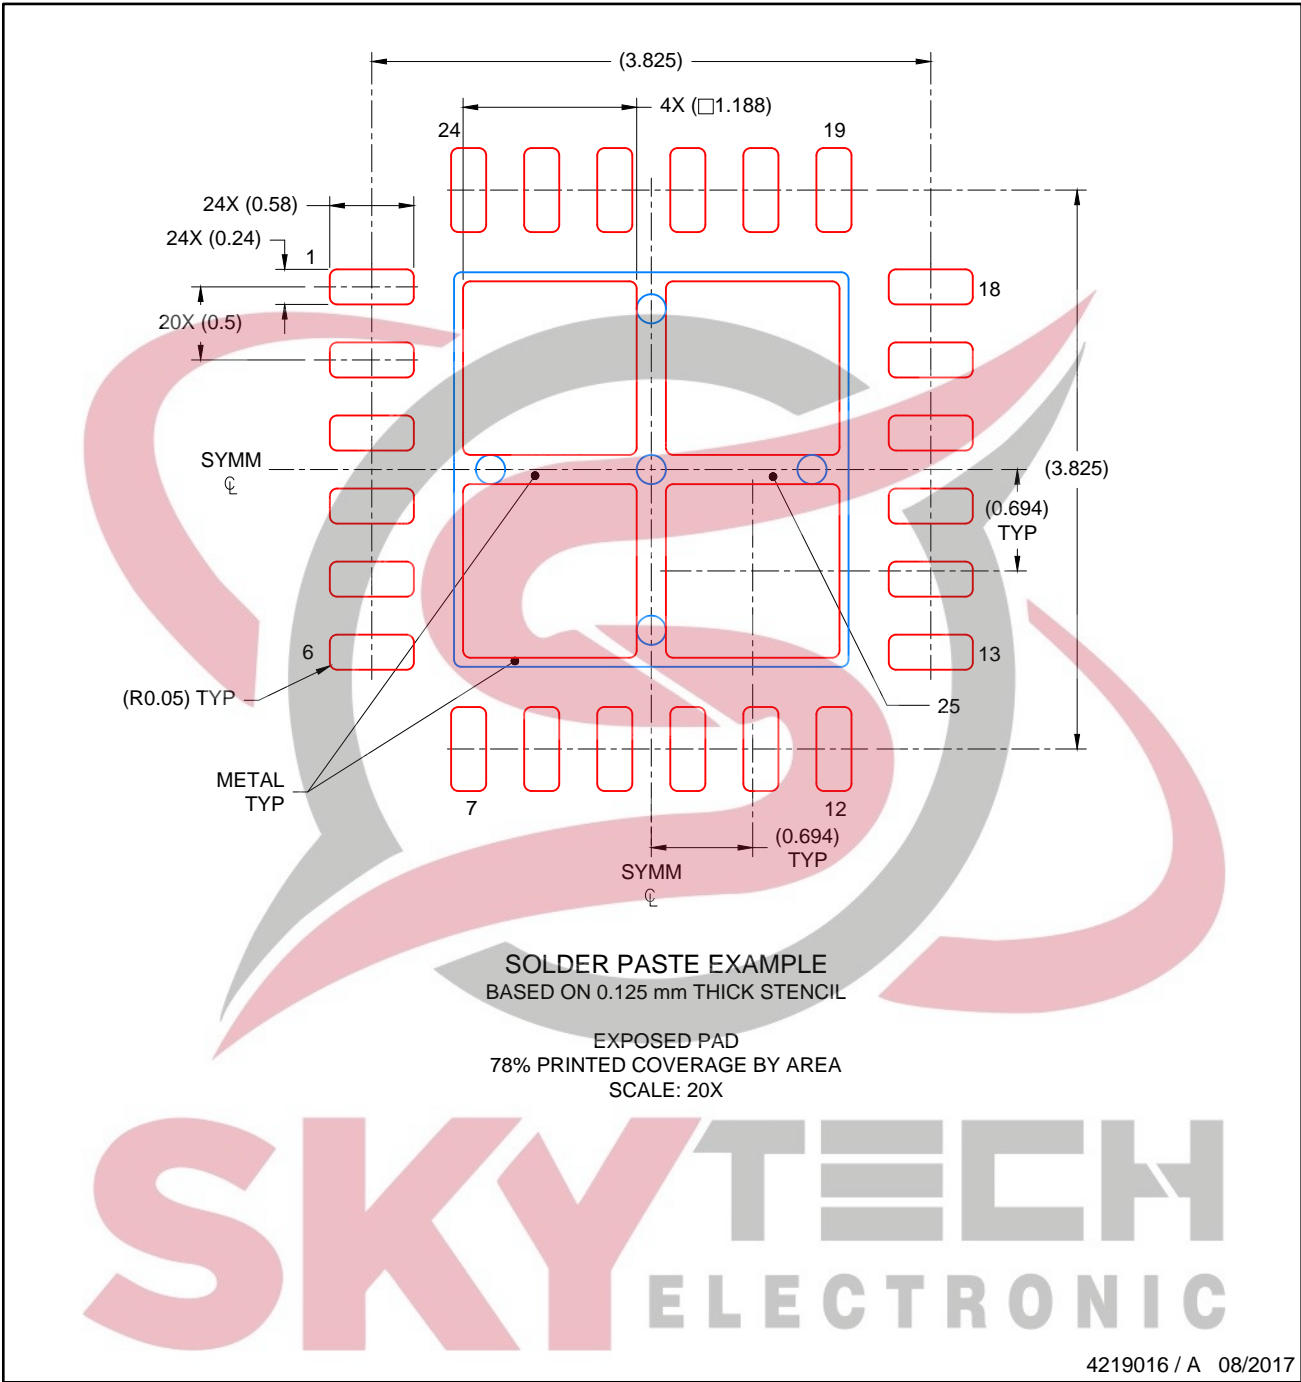 (3.825)
4X (□1.188)
24
19
24X (0.58)
24X (0.24)
1
18
20X (0.5)
SYMM
℄
(3.825)
(0.694)
TYP
6
13
(R0.05) TYP
25
METAL
TYP
7
12
(0.694)
TYP
SYMM
℄
SOLDER PASTE EXAMPLE
BASED ON 0.125 mm THICK STENCIL
EXPOSED PAD
78% PRINTED COVERAGE BY AREA
SCALE: 20X
SKYTECH
ELECTRONIC
4219016 / A 08/2017